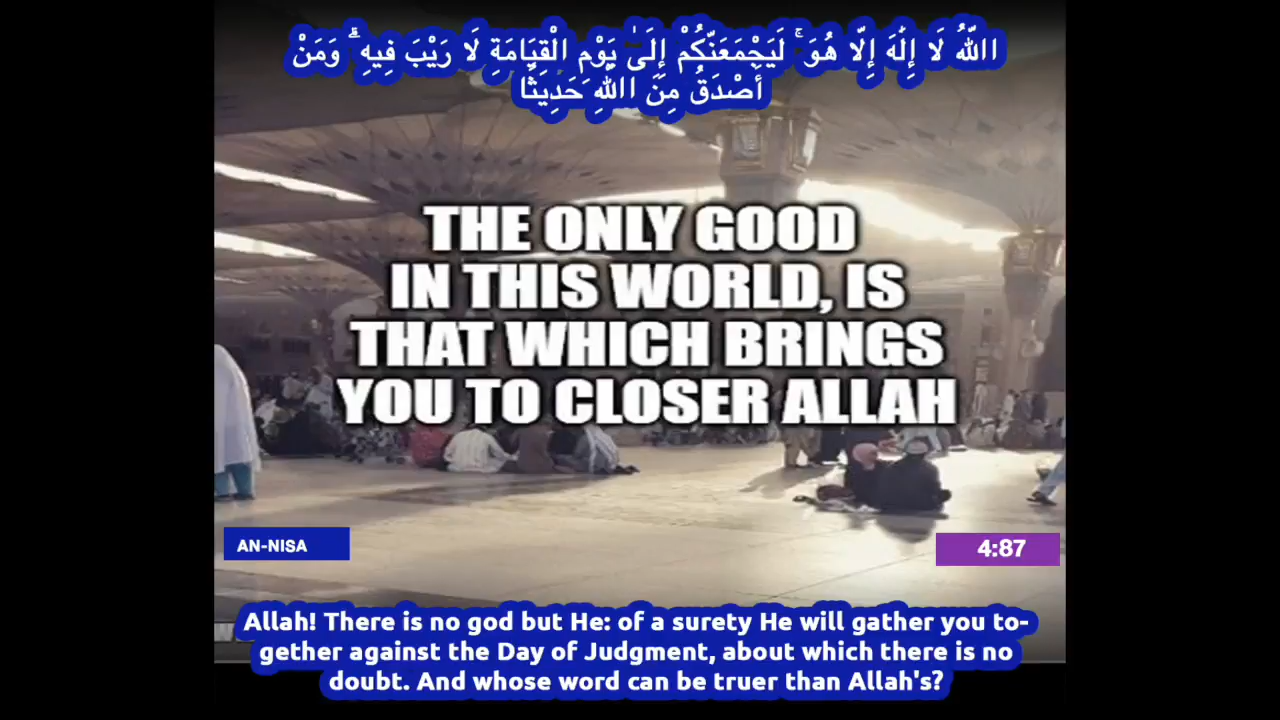 اللَّهُ لَا إِلَٰهَ إِلَّا هُوَ ۚ لَيَجْمَعَنَّكُمْ إِلَىٰ يَوْمِ الْقِيَامَةِ لَا رَيْبَ فِيهِ ۗ وَمَنْ
أَصْدَقُ مِنَ اللَّهِ حَدِيثًا
THE ONLY GOOD
IN THIS WORLD, IS
THAT WHICH BRINGS
YOU TO CLOSER ALLAH
AN-NISA
4:87
Allah! There is no god but He: of a surety He will gather you to-
gether against the Day of Judgment, about which there is no
doubt. And whose word can be truer than Allah's?